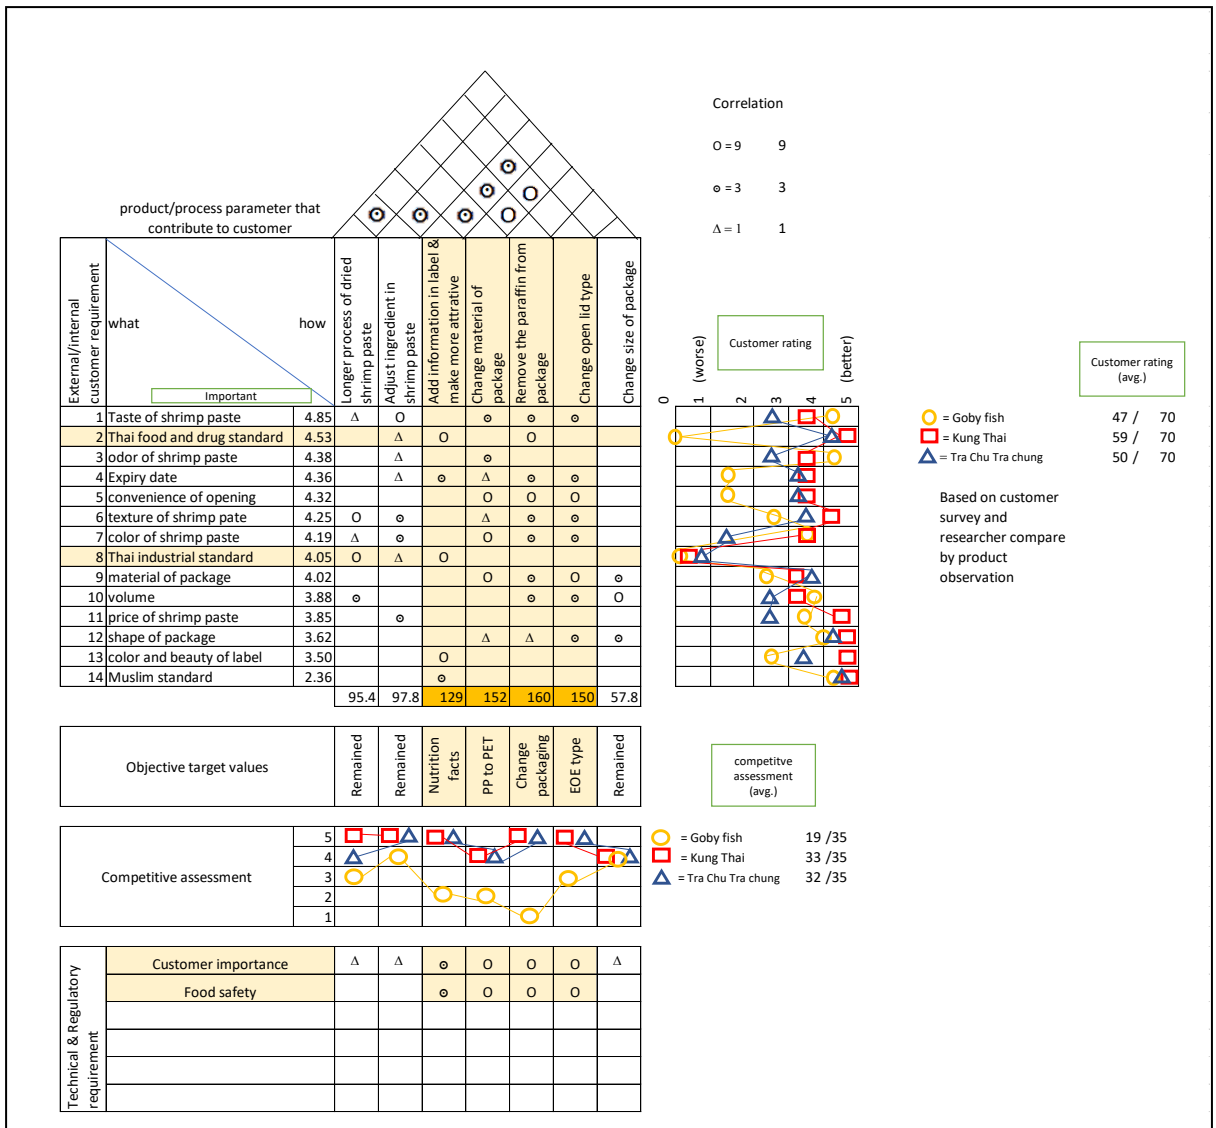 Correlation
O = 9 9
⊙ = 3 3
Δ = 1 1
product/process parameter that
contribute to customer
External/internal
customer requirement
what
how
Important
Longer process of dried
shrimp paste
Adjust ingredient in
shrimp paste
Add information in label &
make more attrative
Change material of
package
Remove the paraffin from
package
Change open lid type
Change size of package
Customer rating
0
1 (worse)
2
3
4
5 (better)
Customer rating
(avg.)
1 Taste of shrimp paste 4.85 Δ O ⊙ ⊙ ⊙
2 Thai food and drug standard 4.53 Δ O O
3 odor of shrimp paste 4.38 Δ ⊙
4 Expiry date 4.36 Δ ⊙ Δ ⊙ ⊙
5 convenience of opening 4.32 O O O
6 texture of shrimp pate 4.25 O ⊙ Δ ⊙ ⊙
7 color of shrimp paste 4.19 Δ ⊙ O ⊙ ⊙
8 Thai industrial standard 4.05 O Δ O
9 material of package 4.02 O ⊙ O ⊙
10 volume 3.88 ⊙ ⊙ ⊙ O
11 price of shrimp paste 3.85 ⊙
12 shape of package 3.62 Δ Δ ⊙ ⊙
13 color and beauty of label 3.50 O
14 Muslim standard 2.36 ⊙
95.4 97.8 129 152 160 150 57.8
= Goby fish 47 / 70
= Kung Thai 59 / 70
= Tra Chu Tra chung 50 / 70
Based on customer
survey and
researcher compare
by product
observation
Objective target values
Remained
Remained
Nutrition
facts
PP to PET
Change
packaging
EOE type
Remained
competitve
assessment
(avg.)
Competitive assessment
5
4
3
2
1
= Goby fish 19 /35
= Kung Thai 33 /35
= Tra Chu Tra chung 32 /35
Technical & Regulatory
requirement
Customer importance Δ Δ ⊙ O O O Δ
Food safety ⊙ O O O